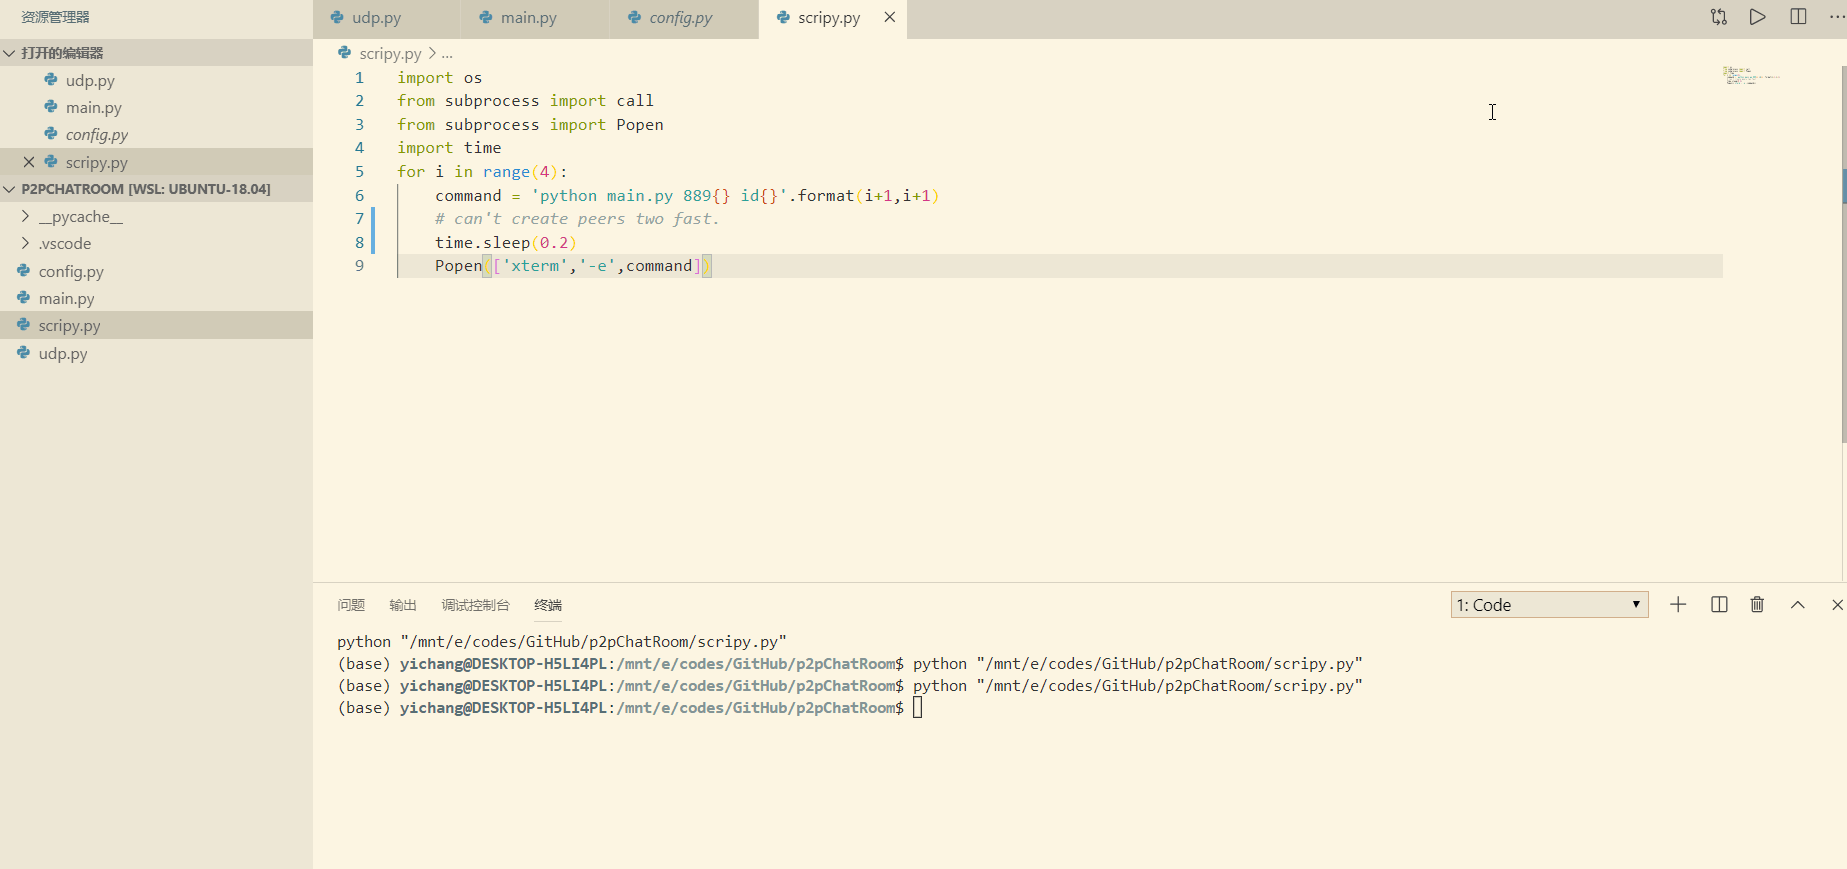 资源管理器
打开的编辑器
udp.py
main.py
config.py
scripy.py
P2PCHATROOM [WSL: UBUNTU-18.04]
__pycache__
.vscode
config.py
main.py
scripy.py
udp.py
udp.py main.py config.py scripy.py
scripy.py > ...
1 import os
2 from subprocess import call
3 from subprocess import Popen
4 import time
5 for i in range(4):
6 command = 'python main.py 889{} id{}'.format(i+1,i+1)
7 # can't create peers two fast.
8 time.sleep(0.2)
9 Popen(['xterm','-e',command])
问题 输出 调试控制台 终端 1: Code
python "/mnt/e/codes/GitHub/p2pChatRoom/scripy.py"
(base) yichang@DESKTOP-H5LI4PL:/mnt/e/codes/GitHub/p2pChatRoom$ python "/mnt/e/codes/GitHub/p2pChatRoom/scripy.py"
(base) yichang@DESKTOP-H5LI4PL:/mnt/e/codes/GitHub/p2pChatRoom$ python "/mnt/e/codes/GitHub/p2pChatRoom/scripy.py"
(base) yichang@DESKTOP-H5LI4PL:/mnt/e/codes/GitHub/p2pChatRoom$